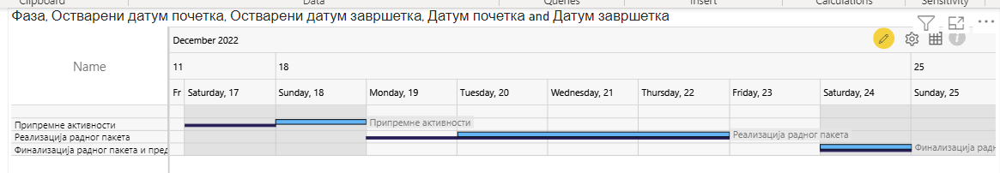 Clipboard Data Queries Insert Calculations Sensitivity
Фаза, Остварени датум почетка, Остварени датум завршетка, Датум почетка and Датум завршетка
Name
December 2022
11 18 25
Fr Saturday, 17 Sunday, 18 Monday, 19 Tuesday, 20 Wednesday, 21 Thursday, 22 Friday, 23 Saturday, 24 Sunday, 25
Припремне активности Припремне активности
Реализација радног пакета Реализација радног пакета
Финализација радног пакета и пред Финализација радн